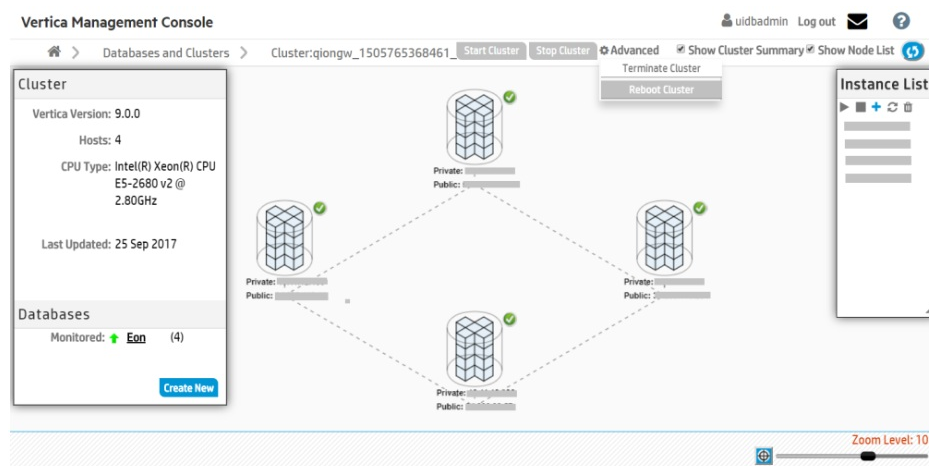 Vertica Management Console
uidbadmin Log out
Databases and Clusters Cluster:qiongw_1505765368461_ Start Cluster Stop Cluster Advanced Show Cluster Summary Show Node List
Terminate Cluster
Reboot Cluster
Cluster
Vertica Version: 9.0.0
Hosts: 4
CPU Type: Intel(R) Xeon(R) CPU
E5-2680 v2 @
2.80GHz
Last Updated: 25 Sep 2017
Databases
Monitored: Eon (4)
Create New
Private:
Public:
Private:
Public:
Private:
Public:
Private:
Public:
Instance List
Zoom Level: 10